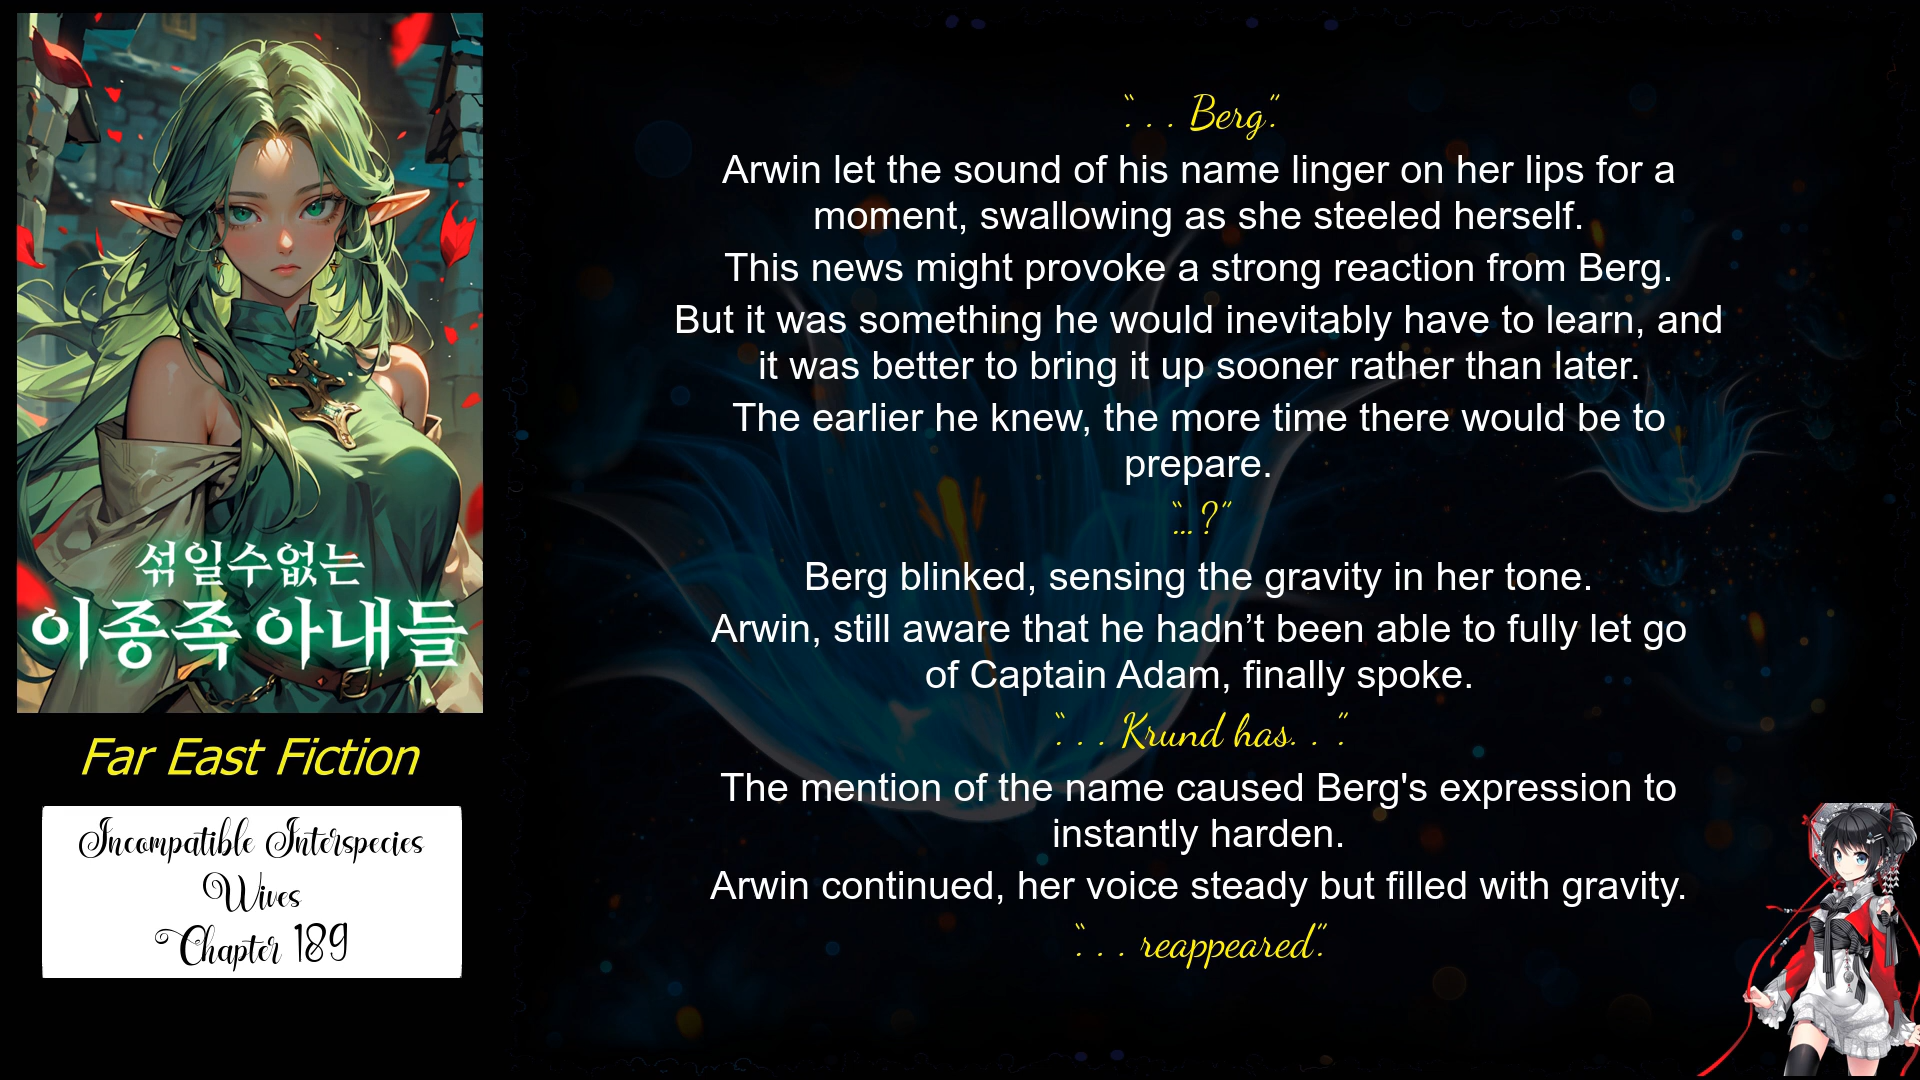 섞일수없는
이종족 아내들
Far East Fiction
Incompatible Interspecies
Wives
Chapter 189
“. . . Berg”.
Arwin let the sound of his name linger on her lips for a
moment, swallowing as she steeled herself.
This news might provoke a strong reaction from Berg.
But it was something he would inevitably have to learn, and
it was better to bring it up sooner rather than later.
The earlier he knew, the more time there would be to
prepare.
“...?”
Berg blinked, sensing the gravity in her tone.
Arwin, still aware that he hadn’t been able to fully let go
of Captain Adam, finally spoke.
“. . . Krund has. . .”
The mention of the name caused Berg's expression to
instantly harden.
Arwin continued, her voice steady but filled with gravity.
“. . . reappeared”.